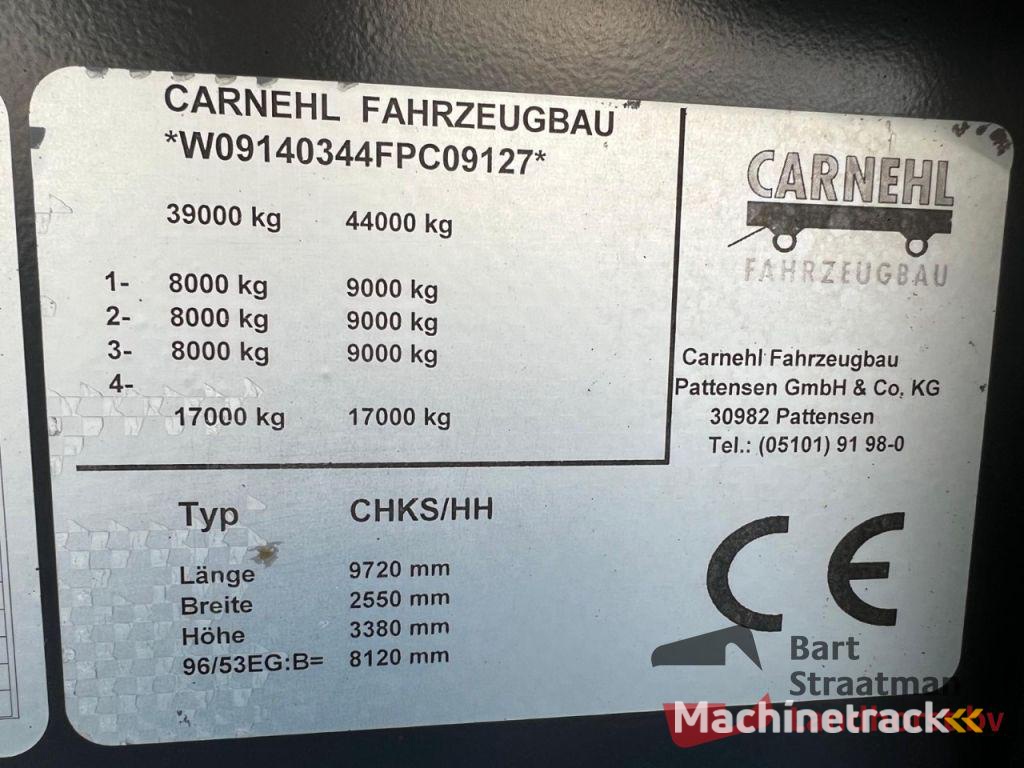 CARNEHL FAHRZEUGBAU
*W09140344FPC09127*
39000 kg 44000 kg
1- 8000 kg 9000 kg
2- 8000 kg 9000 kg
3- 8000 kg 9000 kg
4-
17000 kg 17000 kg
CARNEHL
FAHRZEUGBAU
Carnehl Fahrzeugbau
Pattensen GmbH & Co. KG
30982 Pattensen
Tel.: (05101) 91 98-0
Typ CHKS/HH
Länge 9720 mm
Breite 2550 mm
Höhe 3380 mm
96/53EG:B= 8120 mm
CE
Bart
Straatman
bv
Machinetrack